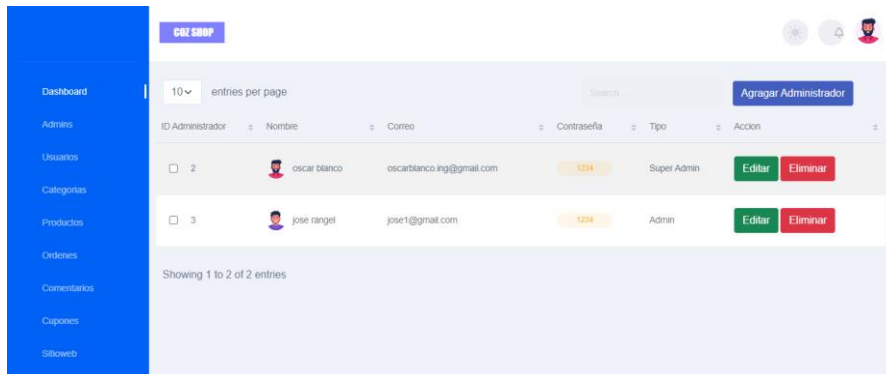 COZ SHOP
Dashboard
Admins
Usuarios
Categorias
Productos
Ordenes
Comentarios
Cupones
Sitioweb
10 entries per page
Search...
Agragar Administrador
ID Administrador Nombre Correo Contraseña Tipo Accion
2 oscar blanco oscarblanco.ing@gmail.com 1234 Super Admin Editar Eliminar
3 jose rangel jose1@gmail.com 1234 Admin Editar Eliminar
Showing 1 to 2 of 2 entries